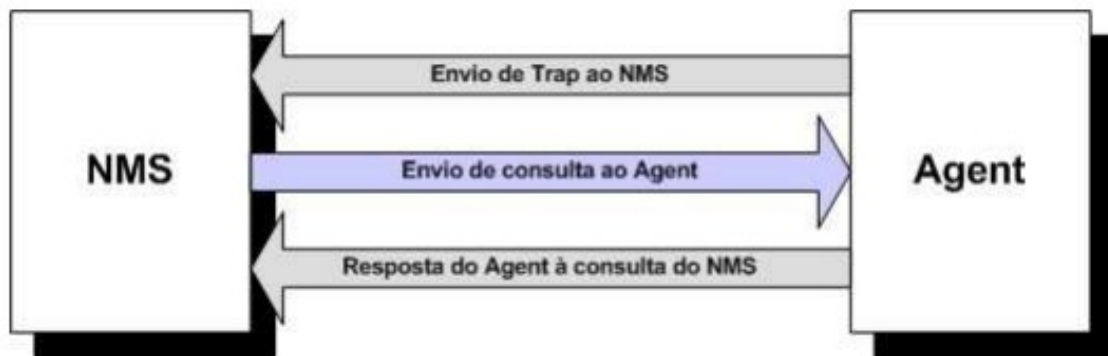 NMS
Envio de Trap ao NMS
Envio de consulta ao Agent
Resposta do Agent à consulta do NMS
Agent